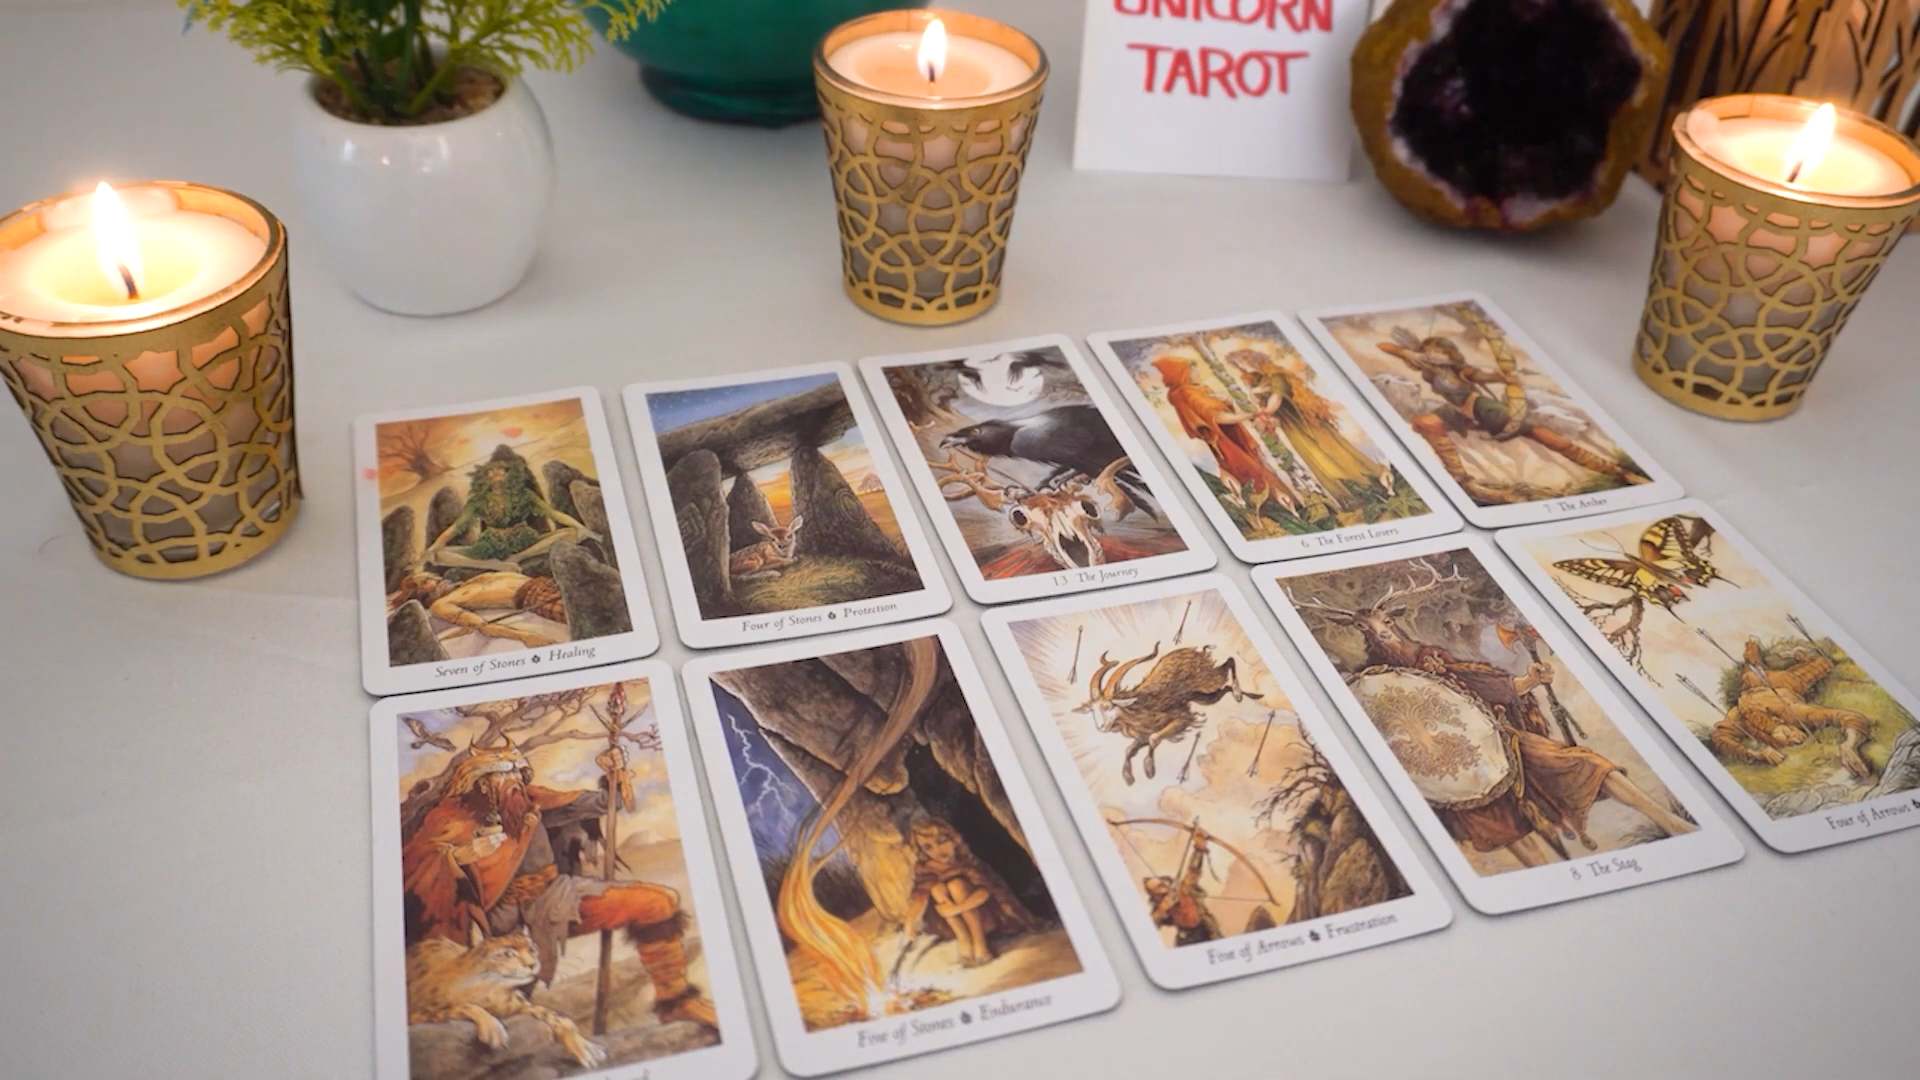 UNICORN
TAROT
7 The Archer
6 The Forest Lovers
13 The Journey
Four of Stones Protection
Seven of Stones Healing
Four of Arrows
8 The Stag
Five of Arrows Frustration
Five of Stones Endurance